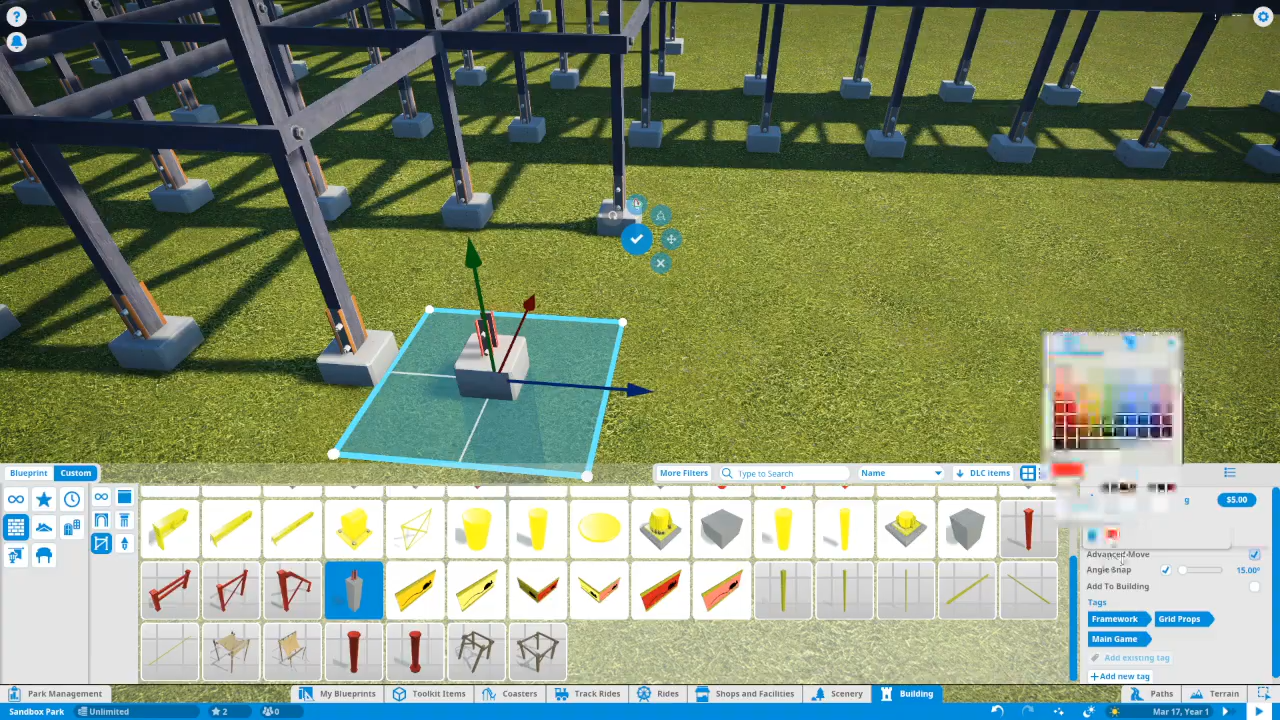 ?
Blueprint Custom More Filters Type to Search Name DLC items
g $5.00
Advanced Move
Angle Snap 15.00°
Add To Building
Tags
Framework Grid Props
Main Game
Add existing tag
+Add new tag
Park Management My Blueprints Toolkit Items Coasters Track Rides Rides Shops and Facilities Scenery Building Paths Terrain
Sandbox Park Unlimited 2 0 Mar 17, Year 1